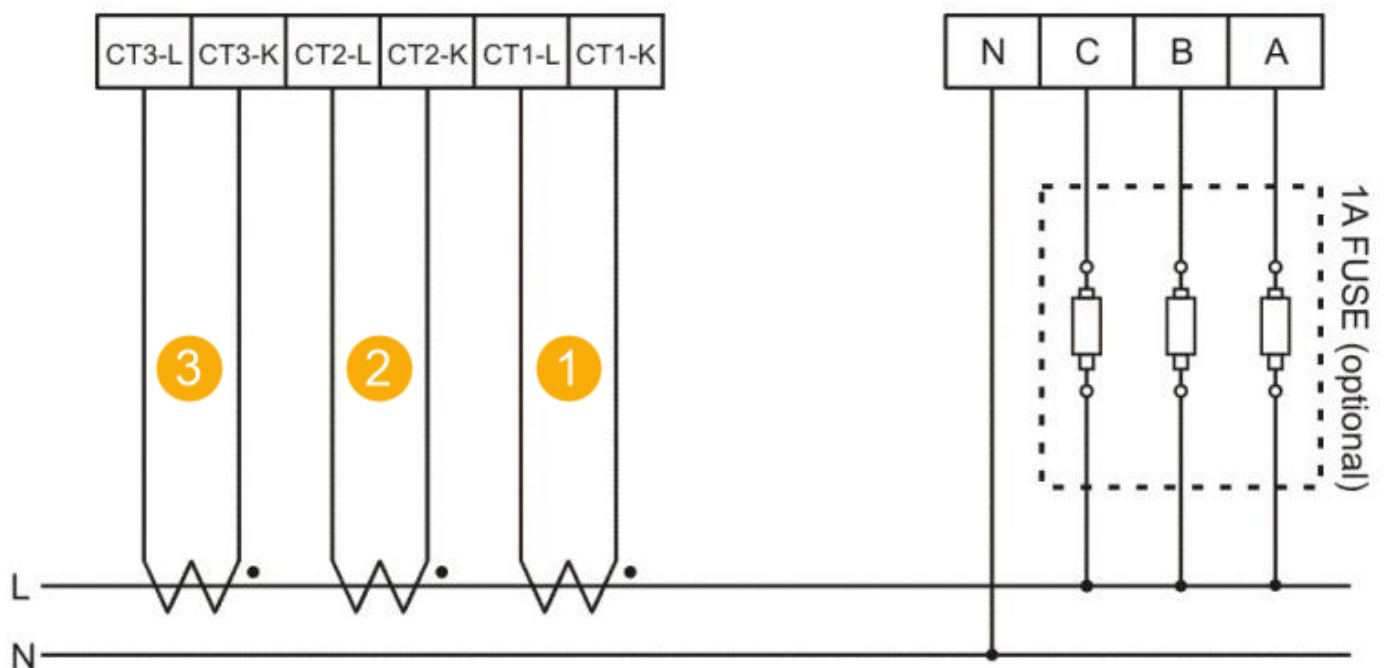 CT3-L CT3-K CT2-L CT2-K CT1-L CT1-K
N C B A
1A FUSE (optional)
3 2 1
L
N